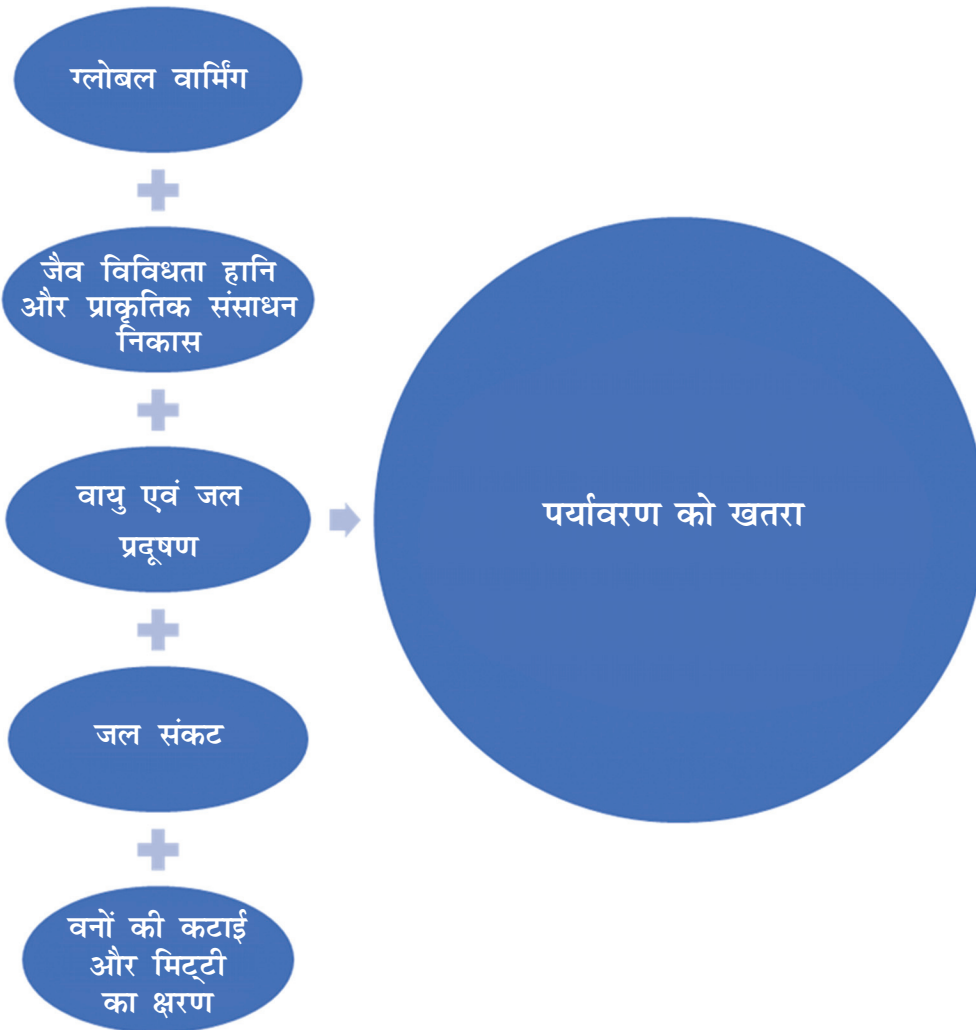 ग्लोबल वार्मिंग
जैव विविधता हानि
और प्राकृतिक संसाधन
निकास
वायु एवं जल
प्रदूषण
जल संकट
वनों की कटाई
और मिट्टी
का क्षरण
पर्यावरण को खतरा